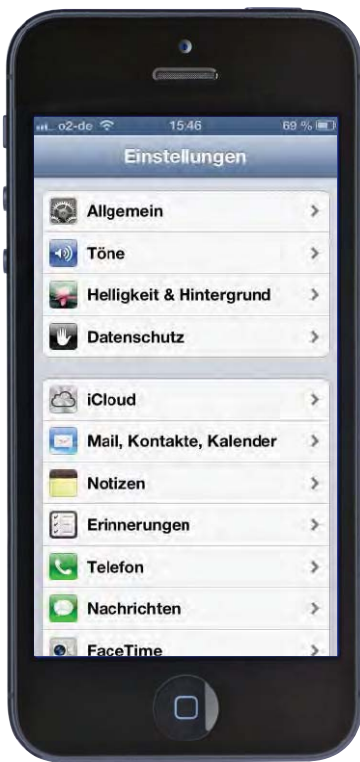 o2-de 15:46 69 %
Einstellungen
Allgemein
Töne
Helligkeit & Hintergrund
Datenschutz
iCloud
Mail, Kontakte, Kalender
Notizen
Erinnerungen
Telefon
Nachrichten
FaceTime